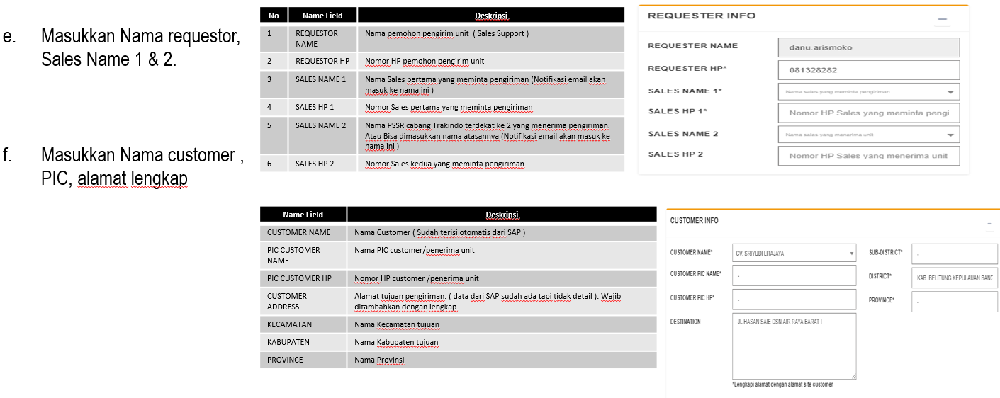 e. Masukkan Nama requestor,
Sales Name 1 & 2.
No Name Field Deskripsi
1 REQUESTOR NAME Nama pemohon pengirim unit ( Sales Support )
2 REQUESTOR HP Nomor HP pemohon pengirim unit
3 SALES NAME 1 Nama Sales pertama yang meminta pengiriman (Notifikasi email akan
masuk ke nama ini )
4 SALES HP 1 Nomor Sales pertama yang meminta pengiriman
5 SALES NAME 2 Nama PSSR cabang Trakindo terdekat ke 2 yang menerima pengiriman.
Atau Bisa dimasukkan nama atasannya (Notifikasi email akan masuk ke
nama ini )
6 SALES HP 2 Nomor Sales kedua yang meminta pengiriman
REQUESTER INFO
REQUESTER NAME danu.arismoko
REQUESTER HP* 081328282
SALES NAME 1* Nama sales yang meminta pengiriman
SALES HP 1* Nomor HP Sales yang meminta pengi
SALES NAME 2 Nama sales yang menerima unit
SALES HP 2 Nomor HP Sales yang menerima unit
f. Masukkan Nama customer ,
PIC, alamat lengkap
Name Field Deskripsi
CUSTOMER NAME Nama Customer ( Sudah terisi otomatis dari SAP )
PIC CUSTOMER NAME Nama PIC customer/penerima unit
PIC CUSTOMER HP Nomor HP customer /penerima unit
CUSTOMER ADDRESS Alamat tujuan pengiriman. ( data dari SAP sudah ada tapi tidak detail ). Wajib
ditambahkan dengan lengkap
KECAMATAN Nama Kecamatan tujuan
KABUPATEN Nama Kabupaten tujuan
PROVINCE Nama Provinsi
CUSTOMER INFO
CUSTOMER NAME* CV. SRIYUDI LITAJAYA
CUSTOMER PIC NAME* -
CUSTOMER PIC HP* -
DESTINATION JL HASAN SAIE DSN AIR RAYA BARAT I
*Lengkapi alamat dengan alamat site customer
SUB-DISTRICT* -
DISTRICT* KAB. BELITUNG KEPULAUAN BANG
PROVINCE* -